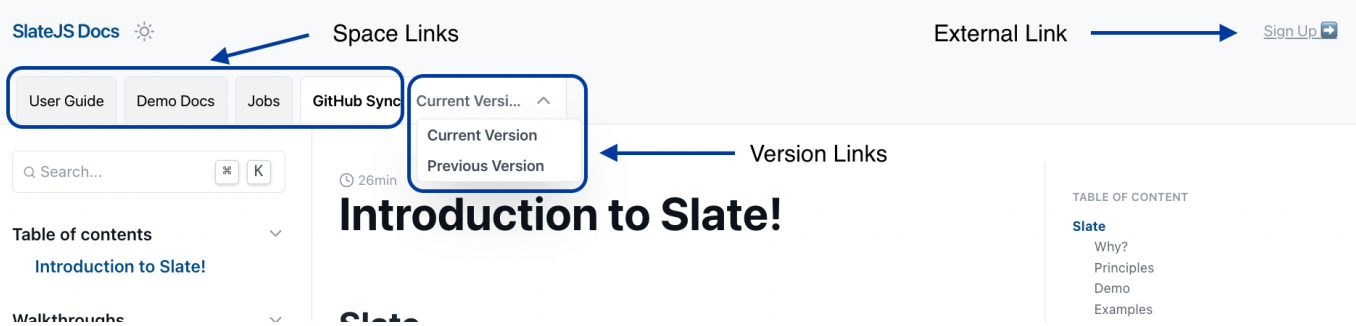 SlateJS Docs
Space Links
External Link
Sign Up
User Guide
Demo Docs
Jobs
GitHub Sync
Current Versi...
Current Version
Previous Version
Version Links
Search...
⌘
K
26min
Introduction to Slate!
TABLE OF CONTENT
Slate
Why?
Principles
Demo
Examples
Table of contents
Introduction to Slate!
Walkthroughs
Slate